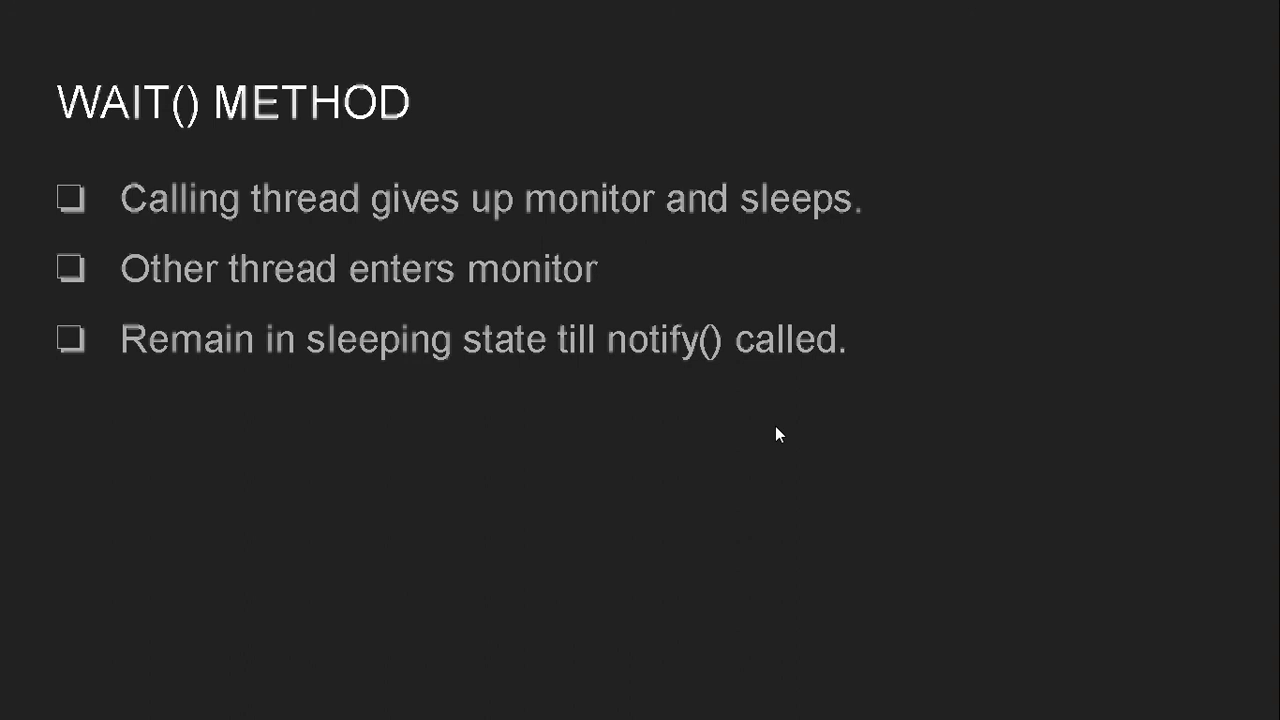 WAIT() METHOD
Calling thread gives up monitor and sleeps.
Other thread enters monitor
Remain in sleeping state till notify() called.